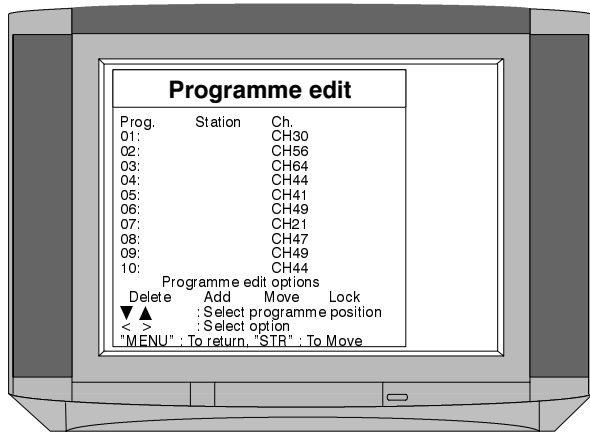 Programme edit
Prog. Station Ch.
01: CH30
02: CH56
03: CH64
04: CH44
05: CH41
06: CH49
07: CH21
08: CH47
09: CH49
10: CH44
Programme edit options
Delete Add Move Lock
▼ ▲ : Select programme position
< > : Select option
"MENU" : To return, "STR" : To Move